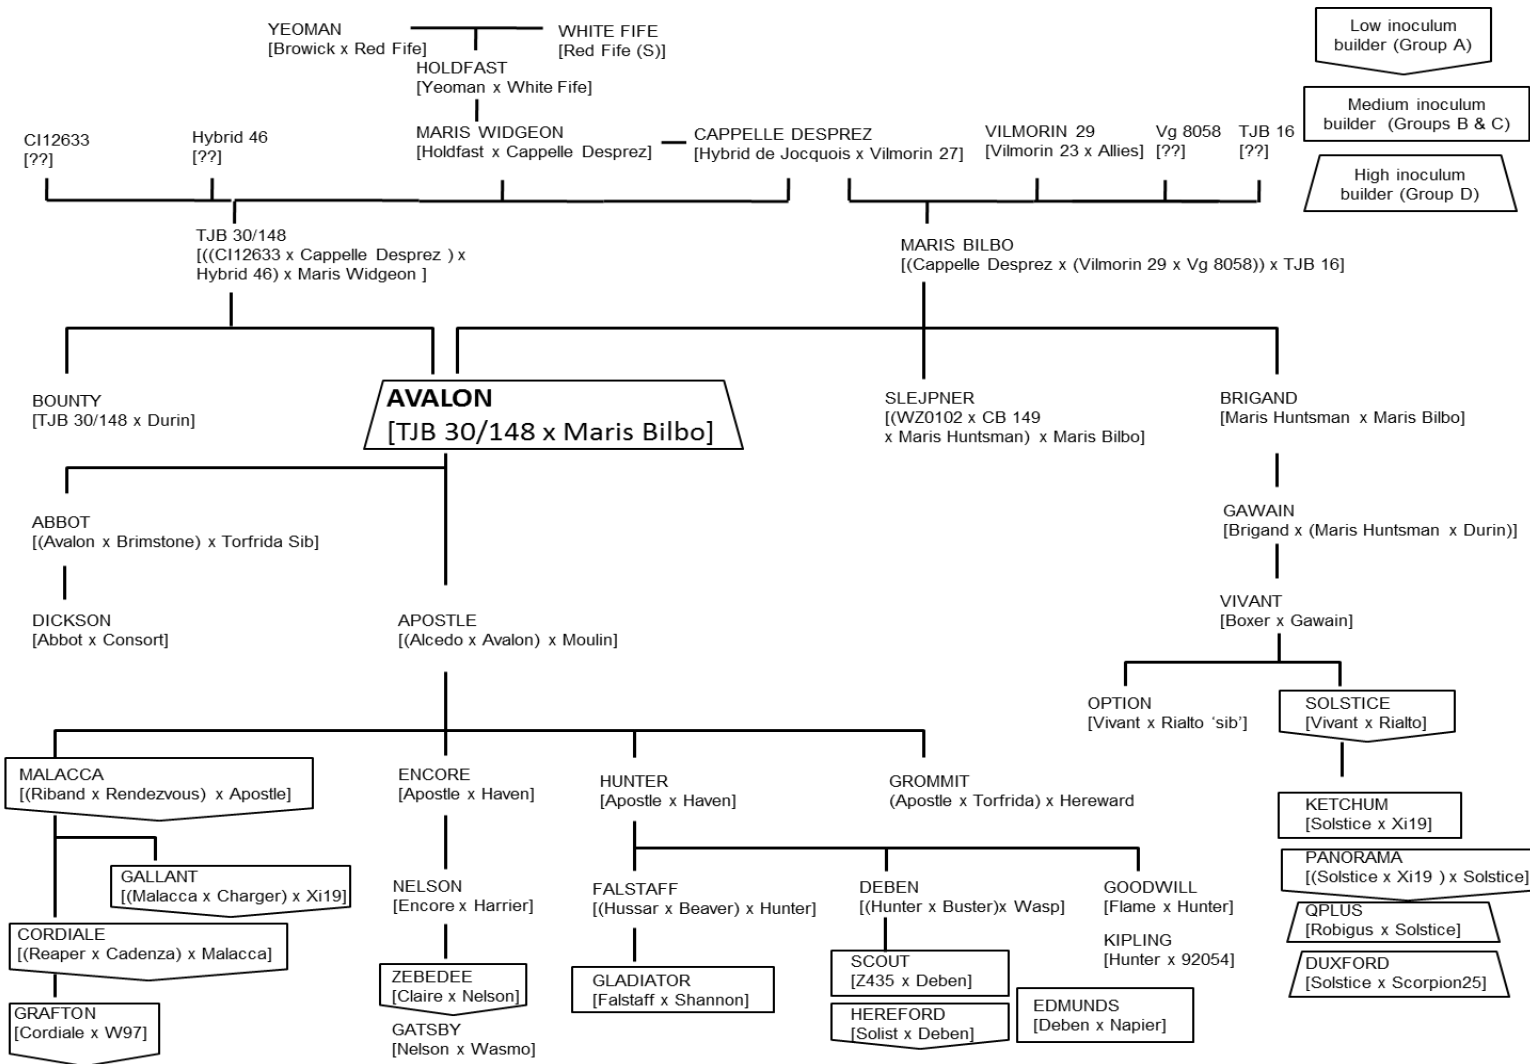 YEOMAN
[Browick x Red Fife]
WHITE FIFE
[Red Fife (S)]
HOLDFAST
[Yeoman x White Fife]
Low inoculum
builder (Group A)
Medium inoculum
builder (Groups B & C)
High inoculum
builder (Group D)
CI12633
[??]
Hybrid 46
[??]
MARIS WIDGEON
[Holdfast x Cappelle Desprez]
CAPPELLE DESPREZ
[Hybrid de Jocquois x Vilmorin 27]
VILMORIN 29
[Vilmorin 23 x Allies]
Vg 8058
[??]
TJB 16
[??]
TJB 30/148
[((CI12633 x Cappelle Desprez ) x
Hybrid 46) x Maris Widgeon ]
MARIS BILBO
[(Cappelle Desprez x (Vilmorin 29 x Vg 8058)) x TJB 16]
BOUNTY
[TJB 30/148 x Durin]
AVALON
[TJB 30/148 x Maris Bilbo]
SLEJPNER
[(WZ0102 x CB 149
x Maris Huntsman) x Maris Bilbo]
BRIGAND
[Maris Huntsman x Maris Bilbo]
ABBOT
[(Avalon x Brimstone) x Torfrida Sib]
GAWAIN
[Brigand x (Maris Huntsman x Durin)]
DICKSON
[Abbot x Consort]
APOSTLE
[(Alcedo x Avalon) x Moulin]
VIVANT
[Boxer x Gawain]
OPTION
[Vivant x Rialto ‘sib’]
SOLSTICE
[Vivant x Rialto]
MALACCA
[(Riband x Rendezvous) x Apostle]
ENCORE
[Apostle x Haven]
HUNTER
[Apostle x Haven]
GROMMIT
(Apostle x Torfrida) x Hereward
KETCHUM
[Solstice x Xi19]
GALLANT
[(Malacca x Charger) x Xi19]
NELSON
[Encore x Harrier]
FALSTAFF
[(Hussar x Beaver) x Hunter]
DEBEN
[(Hunter x Buster)x Wasp]
GOODWILL
[Flame x Hunter]
PANORAMA
[(Solstice x Xi19 ) x Solstice]
QPLUS
[Robigus x Solstice]
CORDIALE
[(Reaper x Cadenza) x Malacca]
KIPLING
[Hunter x 92054]
DUXFORD
[Solstice x Scorpion25]
ZEBEDEE
[Claire x Nelson]
GLADIATOR
[Falstaff x Shannon]
SCOUT
[Z435 x Deben]
GRAFTON
[Cordiale x W97]
GATSBY
[Nelson x Wasmo]
HEREFORD
[Solist x Deben]
EDMUNDS
[Deben x Napier]